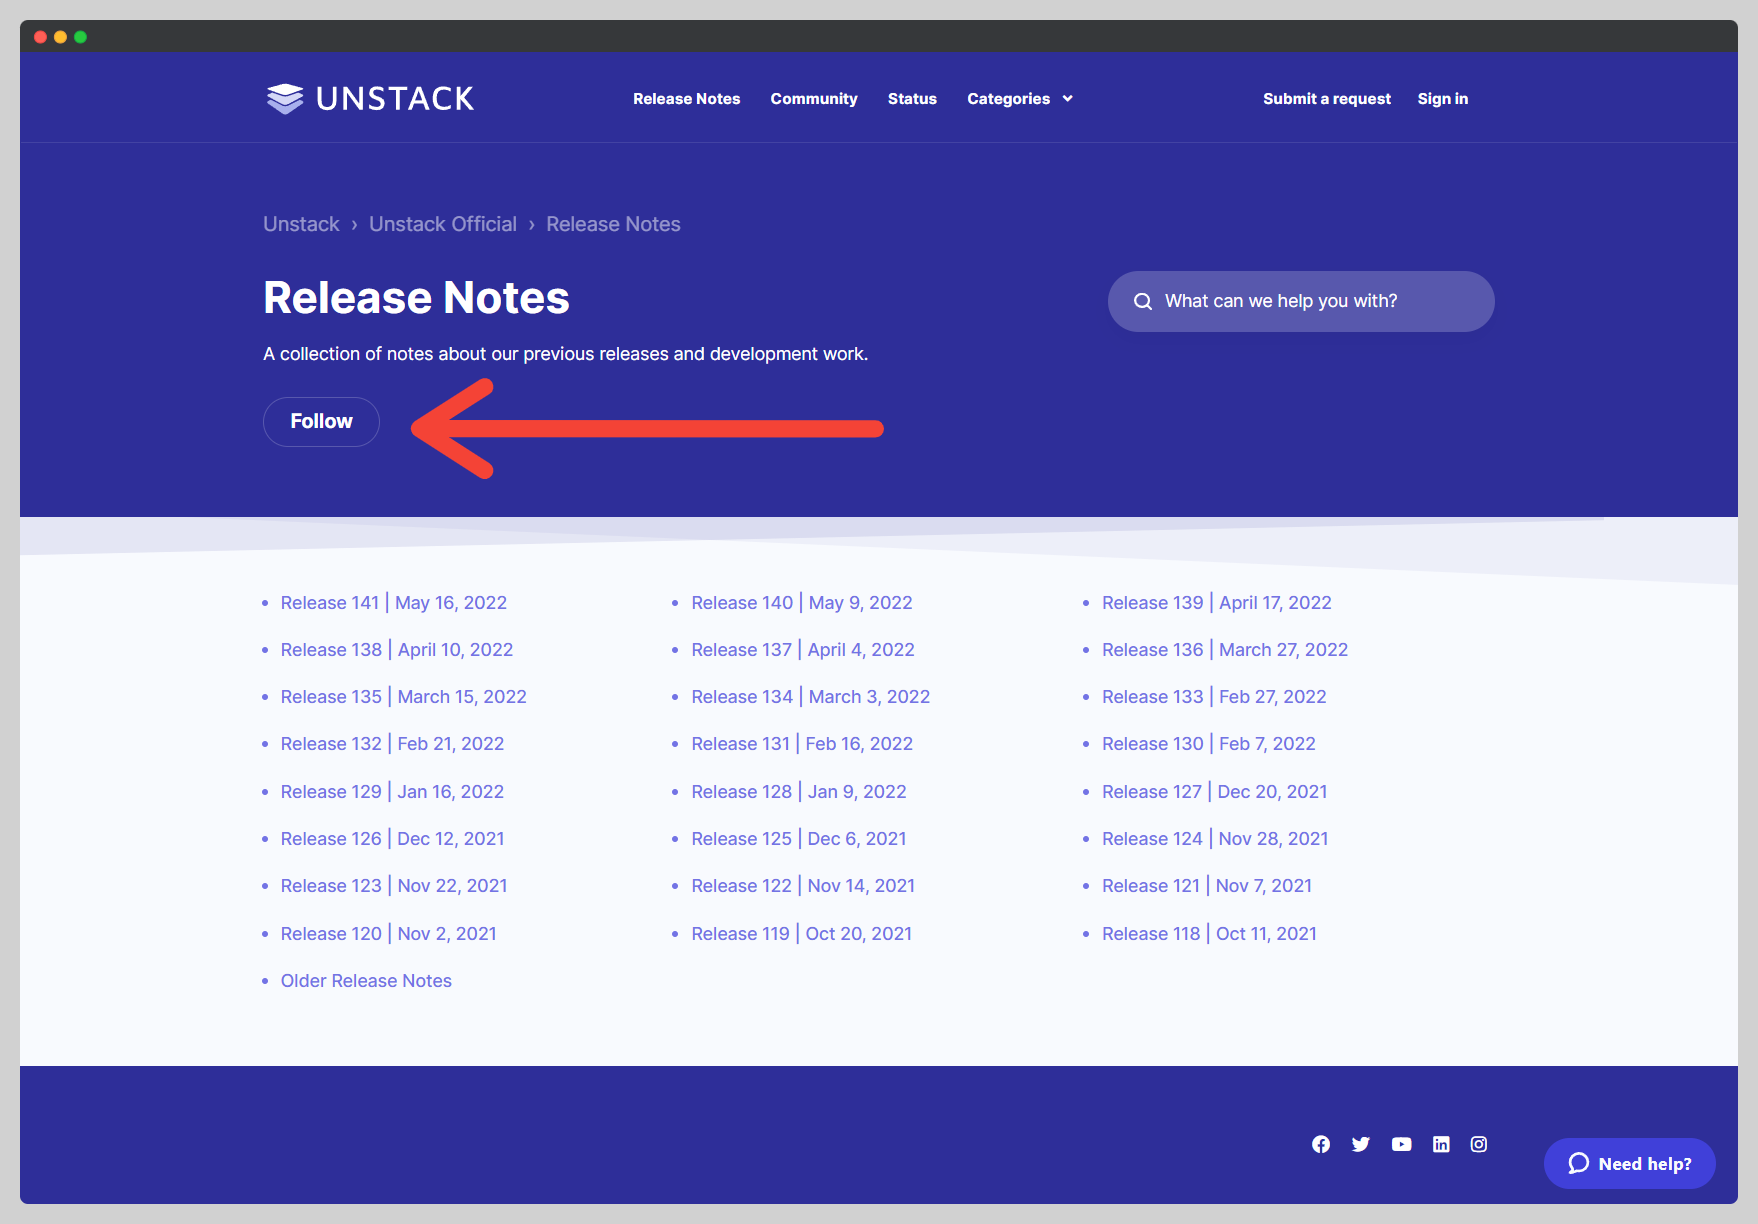 UNSTACK
Release Notes Community Status Categories Submit a request Sign in
Unstack › Unstack Official › Release Notes
Release Notes
What can we help you with?
A collection of notes about our previous releases and development work.
Follow
• Release 141 | May 16, 2022 • Release 140 | May 9, 2022 • Release 139 | April 17, 2022
• Release 138 | April 10, 2022 • Release 137 | April 4, 2022 • Release 136 | March 27, 2022
• Release 135 | March 15, 2022 • Release 134 | March 3, 2022 • Release 133 | Feb 27, 2022
• Release 132 | Feb 21, 2022 • Release 131 | Feb 16, 2022 • Release 130 | Feb 7, 2022
• Release 129 | Jan 16, 2022 • Release 128 | Jan 9, 2022 • Release 127 | Dec 20, 2021
• Release 126 | Dec 12, 2021 • Release 125 | Dec 6, 2021 • Release 124 | Nov 28, 2021
• Release 123 | Nov 22, 2021 • Release 122 | Nov 14, 2021 • Release 121 | Nov 7, 2021
• Release 120 | Nov 2, 2021 • Release 119 | Oct 20, 2021 • Release 118 | Oct 11, 2021
• Older Release Notes
Need help?